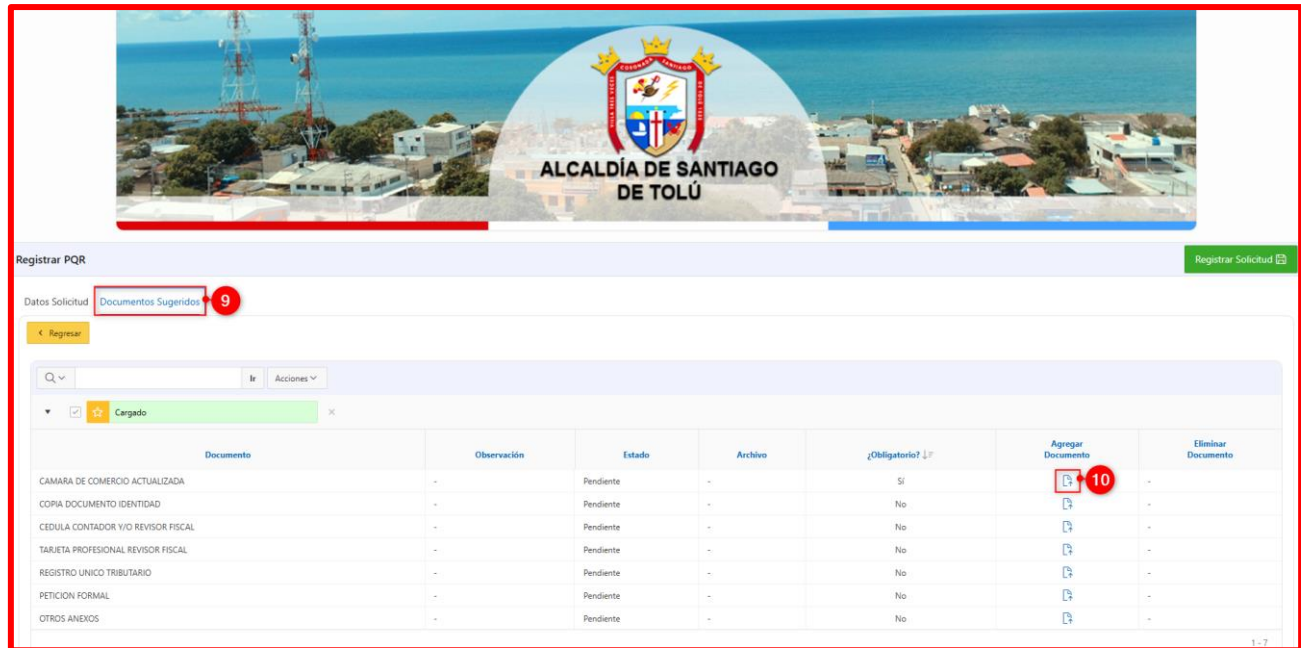 ALCALDÍA DE SANTIAGO
DE TOLÚ
Registrar PQR
Registrar Solicitud
Datos Solicitud Documentos Sugeridos 9
Regresar
Ir Acciones
Cargado
Documento Observación Estado Archivo ¿Obligatorio? Agregar Documento Eliminar Documento
CAMARA DE COMERCIO ACTUALIZADA - Pendiente - Sí 10 -
COPIA DOCUMENTO IDENTIDAD - Pendiente - No -
CEDULA CONTADOR Y/O REVISOR FISCAL - Pendiente - No -
TARJETA PROFESIONAL REVISOR FISCAL - Pendiente - No -
REGISTRO UNICO TRIBUTARIO - Pendiente - No -
PETICION FORMAL - Pendiente - No -
OTROS ANEXOS - Pendiente - No -
1 - 7